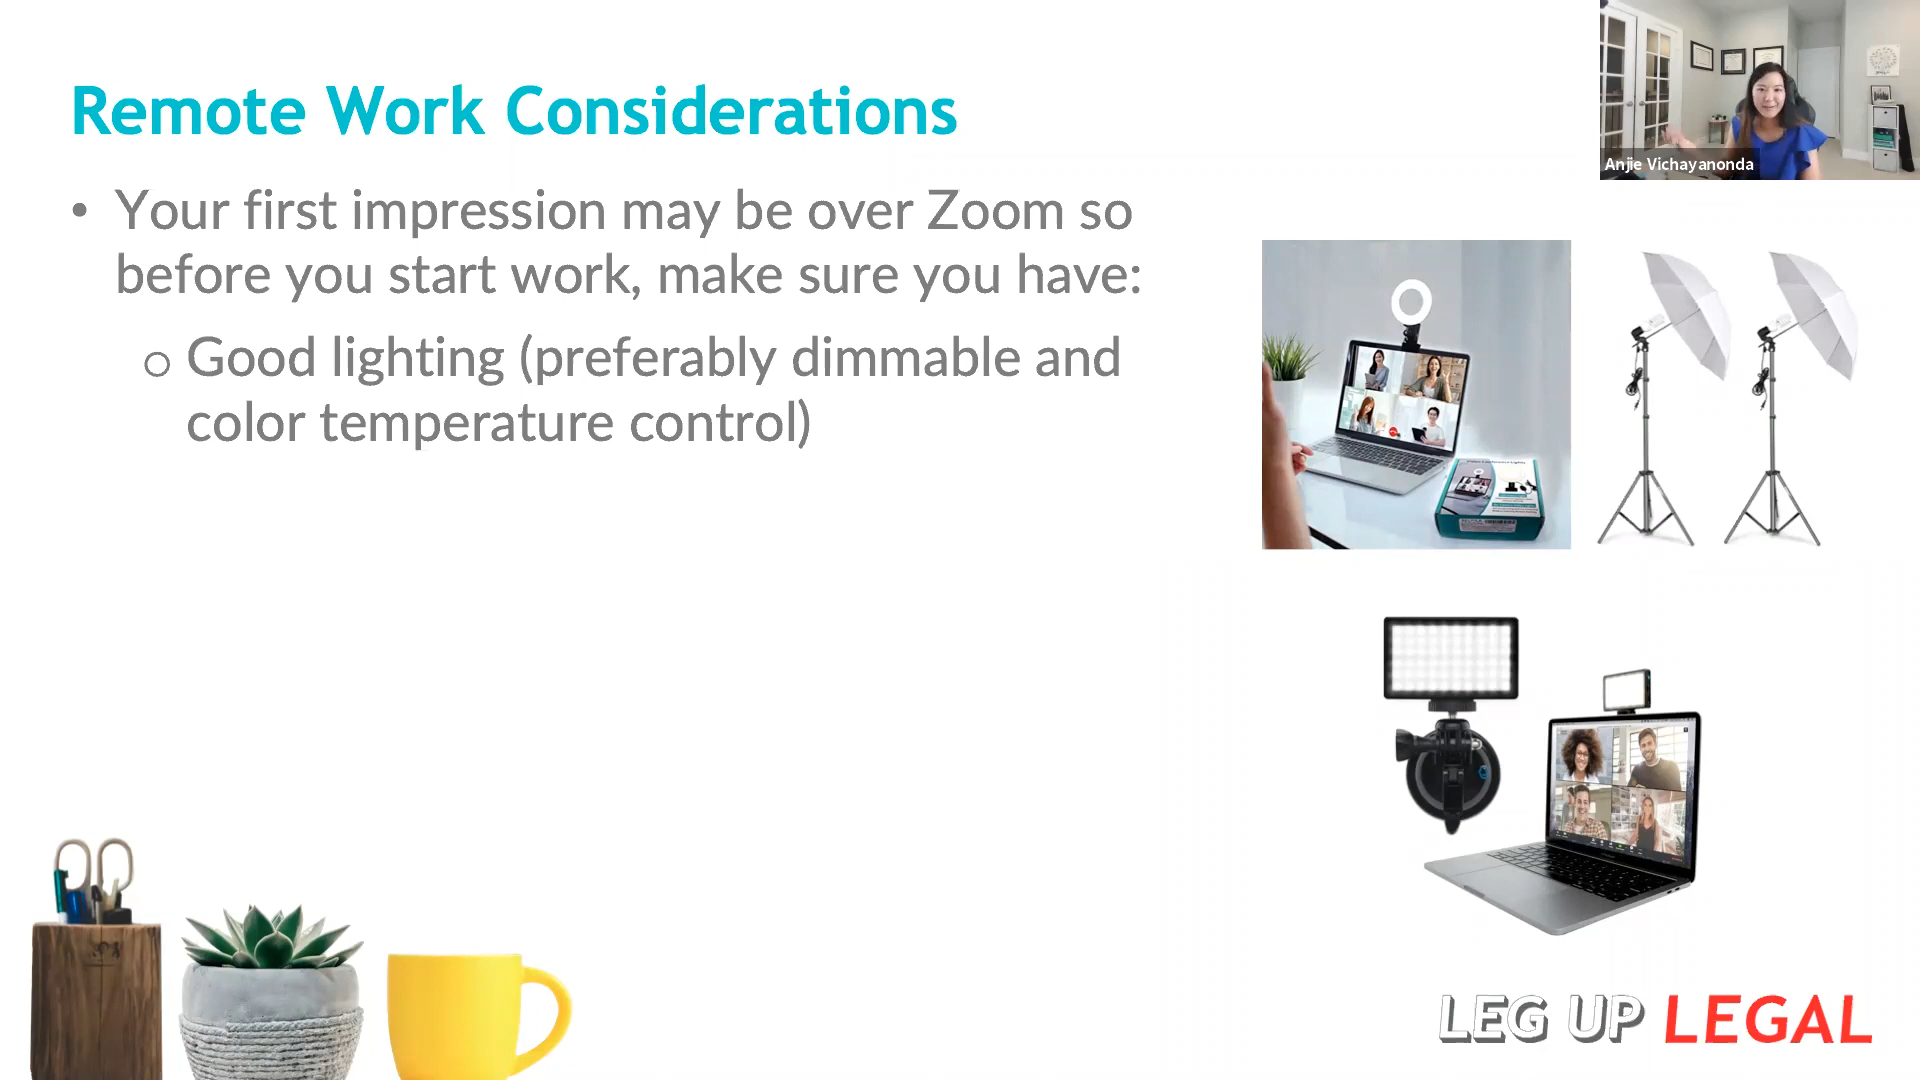 Remote Work Considerations
Anjie Vichayanonda
• Your first impression may be over Zoom so
before you start work, make sure you have:
o Good lighting (preferably dimmable and
color temperature control)
LEG UP LEGAL